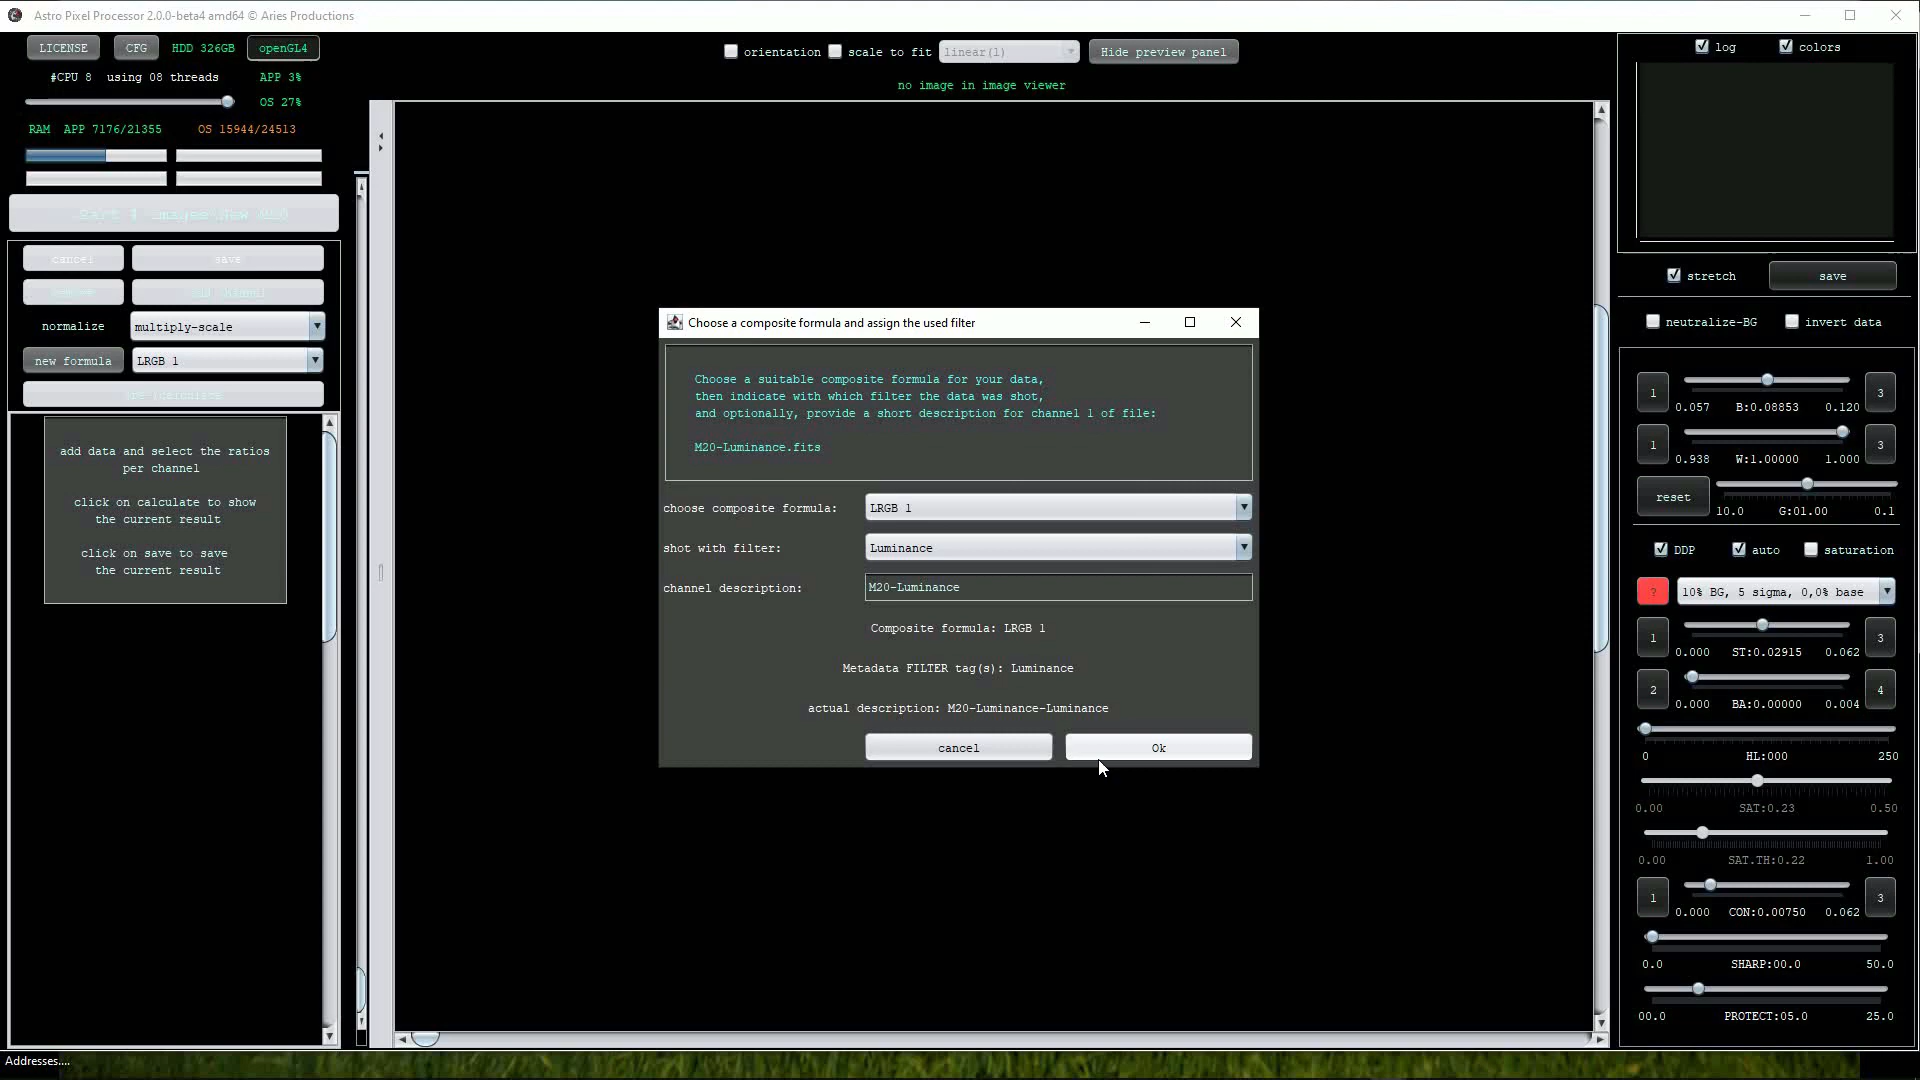 Astro Pixel Processor 2.0.0-beta4 amd64 © Aries Productions
LICENSE CFG HDD 326GB openGL4
#CPU 8 using 08 threads APP 3%
OS 27%
RAM APP 7176/21355 OS 15944/24513
cancel save
normalize multiply-scale
new formula LRGB 1
add data and select the ratios
per channel
click on calculate to show
the current result
click on save to save
the current result
orientation scale to fit linear(1) Hide preview panel
no image in image viewer
Choose a composite formula and assign the used filter
Choose a suitable composite formula for your data,
then indicate with which filter the data was shot,
and optionally, provide a short description for channel 1 of file:
M20-Luminance.fits
choose composite formula: LRGB 1
shot with filter: Luminance
channel description: M20-Luminance
Composite formula: LRGB 1
Metadata FILTER tag(s): Luminance
actual description: M20-Luminance-Luminance
cancel Ok
log colors
stretch save
neutralize-BG invert data
1 3
0.057 B:0.08853 0.120
1 3
0.938 W:1.00000 1.000
reset
10.0 G:01.00 0.1
DDP auto saturation
? 10% BG, 5 sigma, 0,0% base
1 3
0.000 ST:0.02915 0.062
2 4
0.000 BA:0.00000 0.004
0 HL:000 250
0.00 SAT:0.23 0.50
0.00 SAT.TH:0.22 1.00
1 3
0.000 CON:0.00750 0.062
0.0 SHARP:00.0 50.0
00.0 PROTECT:05.0 25.0
Addresses....